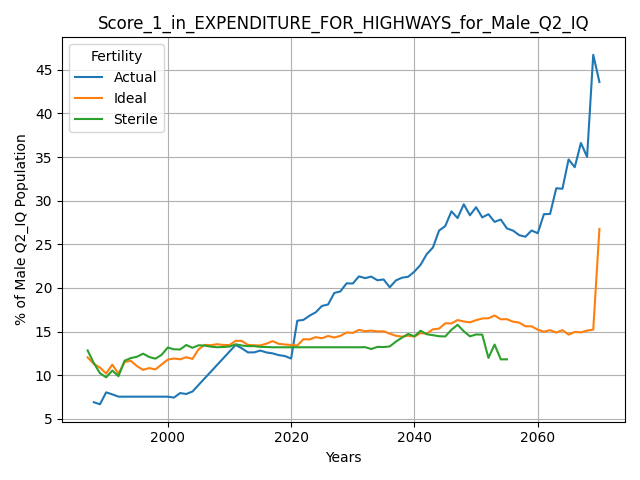 Score_1_in_EXPENDITURE_FOR_HIGHWAYS_for_Male_Q2_IQ
Fertility
Actual
Ideal
Sterile
% of Male Q2_IQ Population
45
40
35
30
25
20
15
10
5
2000 2020 2040 2060
Years